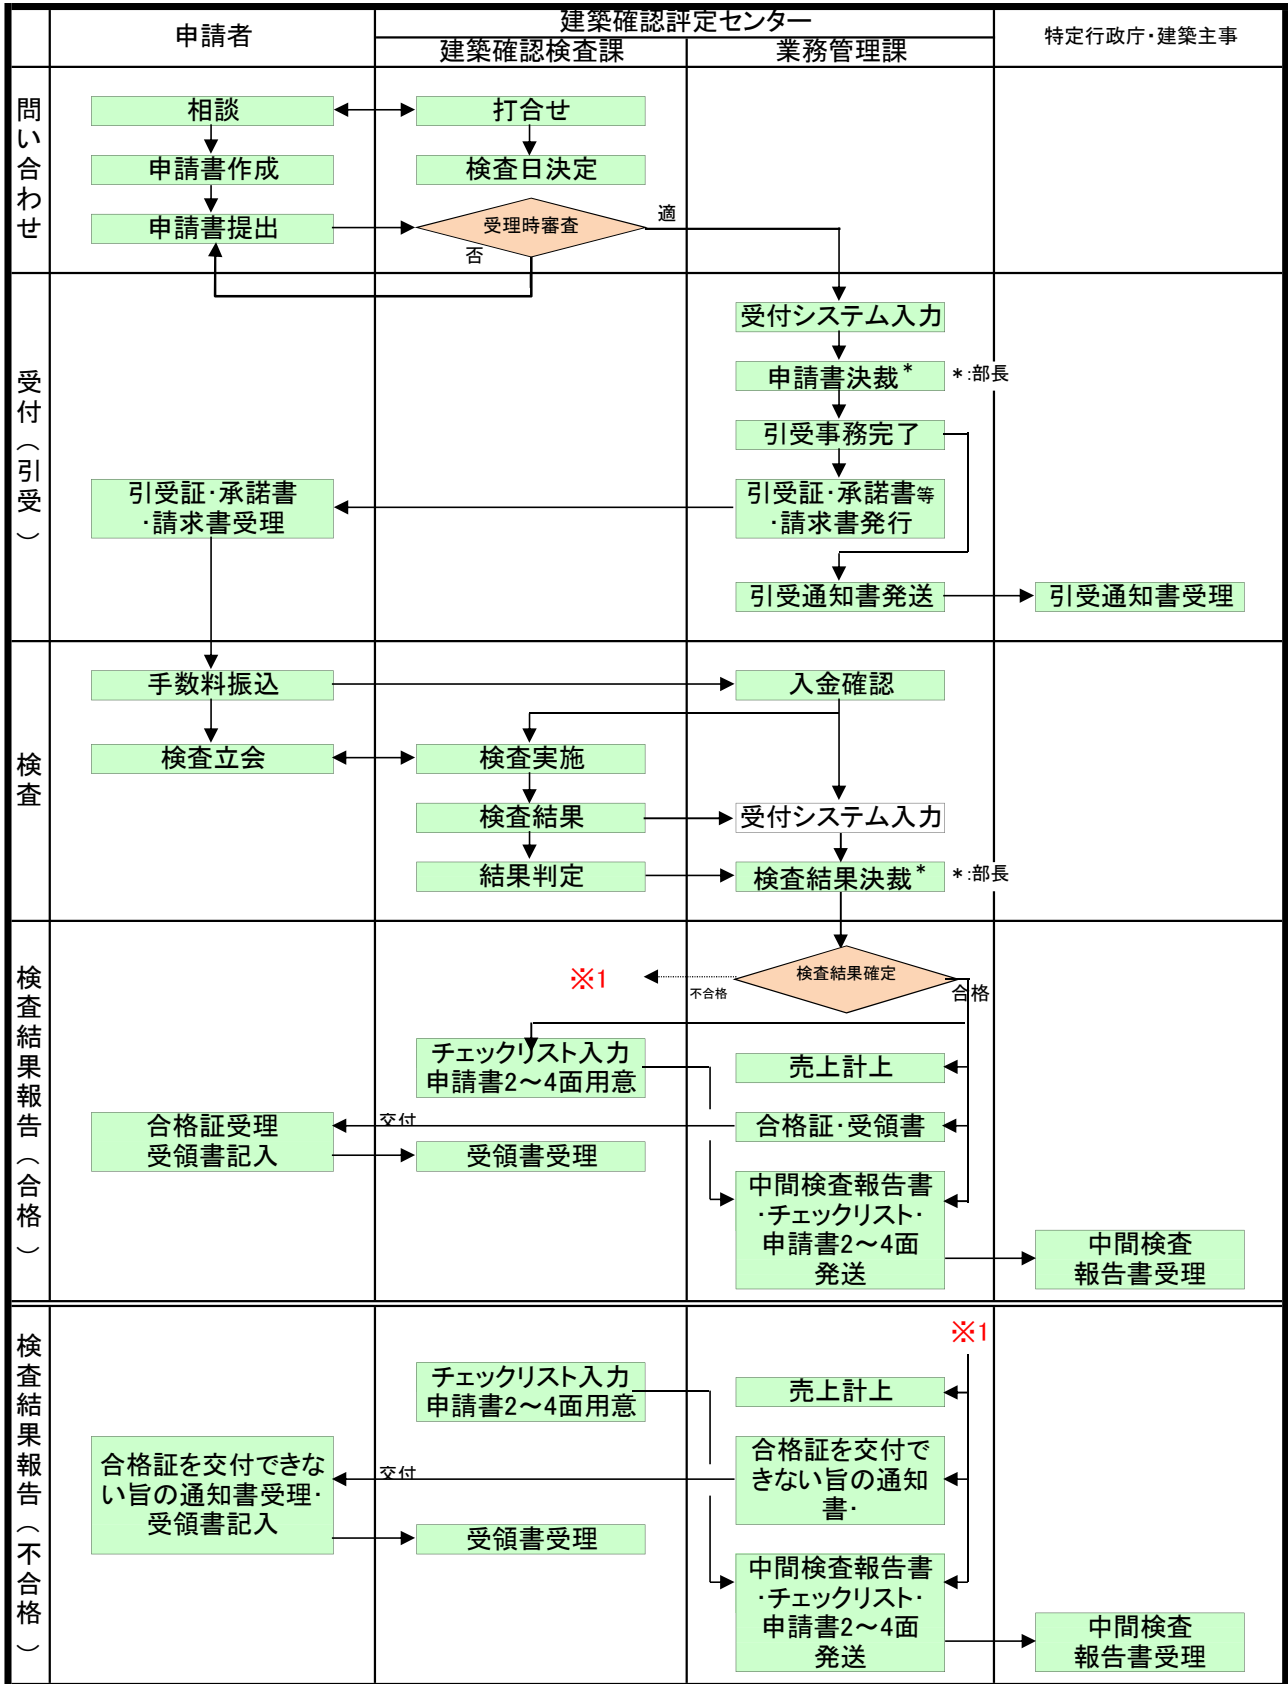 申請者
建築確認評定センター
特定行政庁・建築主事
建築確認検査課
業務管理課
問い合わせ
相談
打合せ
申請書作成
検査日決定
申請書提出
受理時審査
適
否
受付（引受）
受付システム入力
申請書決裁*
*:部長
引受事務完了
引受証・承諾書
・請求書受理
引受証・承諾書等
・請求書発行
引受通知書発送
引受通知書受理
検査
手数料振込
入金確認
検査立会
検査実施
検査結果
受付システム入力
結果判定
検査結果決裁*
*:部長
検査結果報告（合格）
検査結果確定
※1
不合格
合格
チェックリスト入力
申請書2～4面用意
売上計上
合格証受理
受領書記入
交付
合格証・受領書
受領書受理
中間検査報告書
・チェックリスト・
申請書2～4面
発送
中間検査
報告書受理
検査結果報告（不合格）
※1
チェックリスト入力
申請書2～4面用意
売上計上
合格証を交付できな
い旨の通知書受理・
受領書記入
交付
合格証を交付で
きない旨の通知
書・
受領書受理
中間検査報告書
・チェックリスト・
申請書2～4面
発送
中間検査
報告書受理